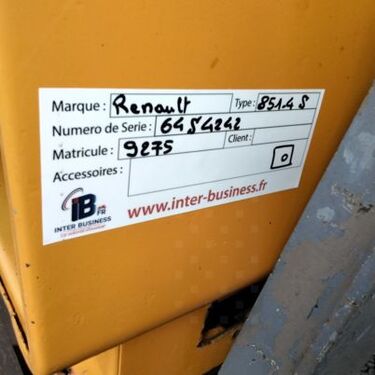 Marque : Renault Type : 851.4 S
Numero de Serie : 6454242
Matricule : 9275 Client :
Accessoires :
iB FR
INTER BUSINESS
www.inter-business.fr